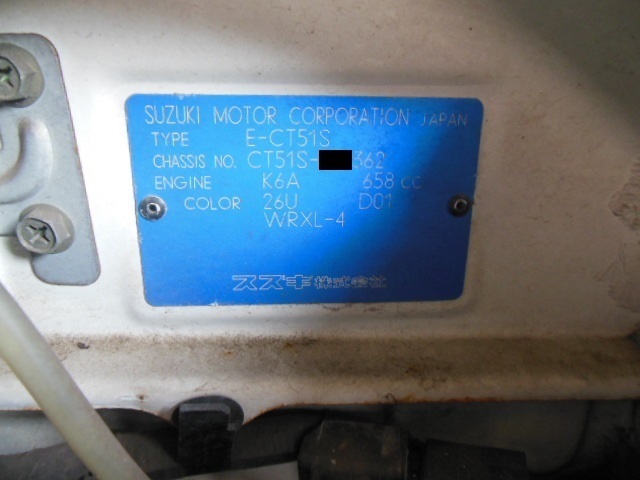 SUZUKI MOTOR CORPORATION JAPAN
TYPE E-CT51S
CHASSIS NO. CT51S- 362
ENGINE K6A 658 CC
COLOR 26U D01
WRXL-4
スズキ株式会社